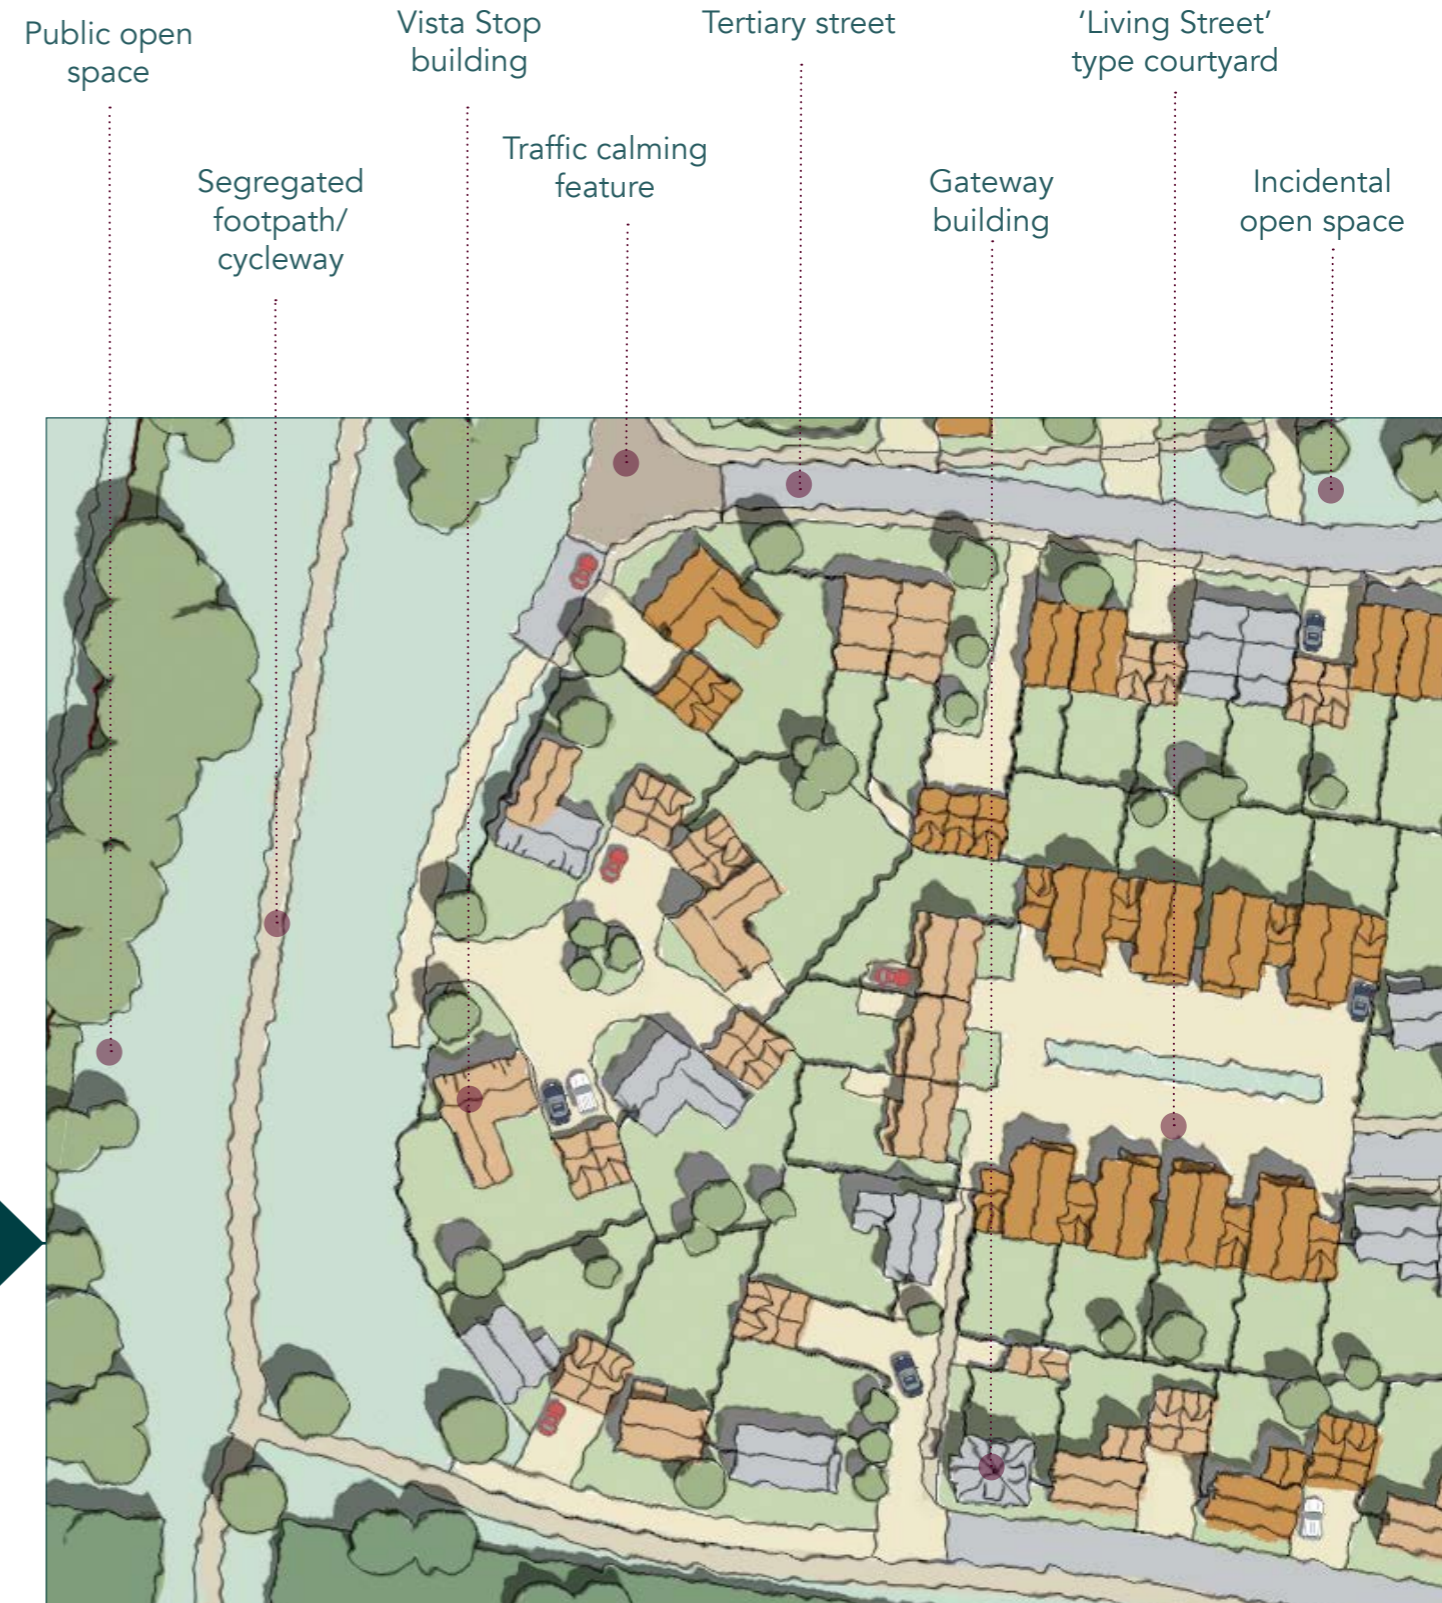 Public open
space
Vista Stop
building
Tertiary street
‘Living Street’
type courtyard
Segregated
footpath/
cycleway
Traffic calming
feature
Gateway
building
Incidental
open space